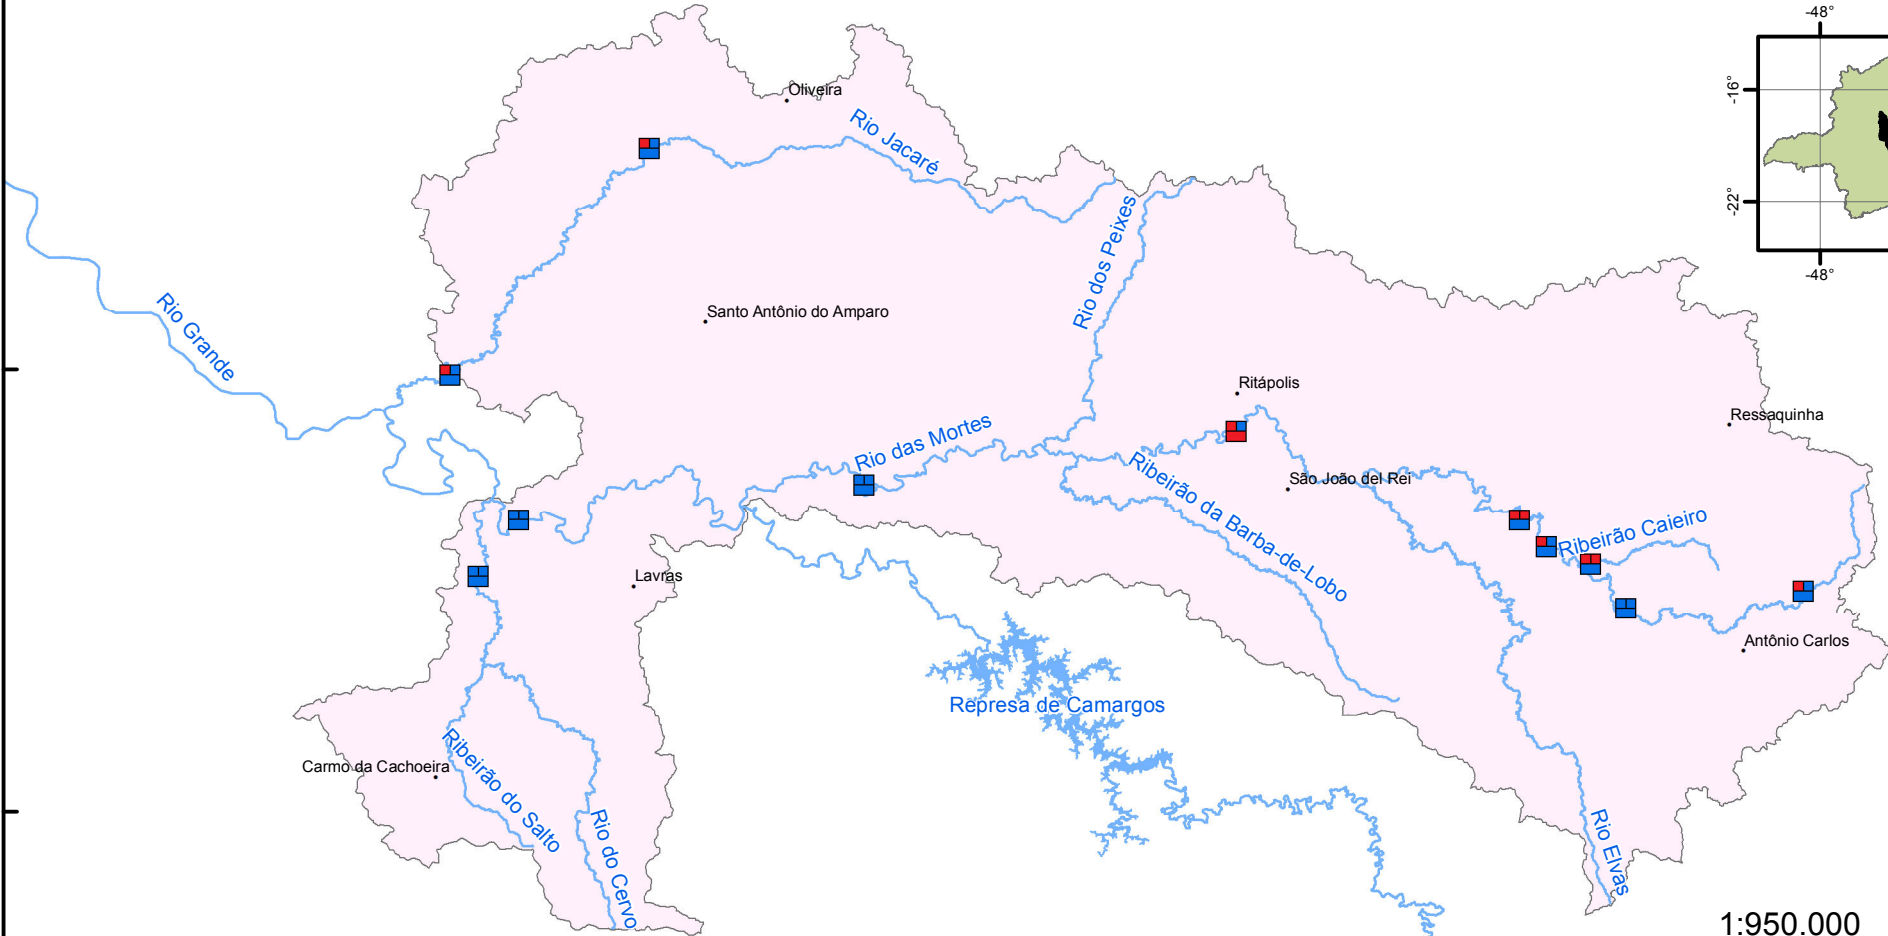 -48°
Oliveira
-16°
Rio Jacaré
-22°
Rio dos Peixes
-48°
Rio Grande
Santo Antônio do Amparo
Ritápolis
Ressaquinha
Rio das Mortes
Ribeirão da Barba-de-Lobo
São João del Rei
Ribeirão Caieiro
Lavras
Antônio Carlos
Represa de Camargos
Carmo da Cachoeira
Ribeirão do Salto
Rio do Cervo
Rio Elvas
1:950.000